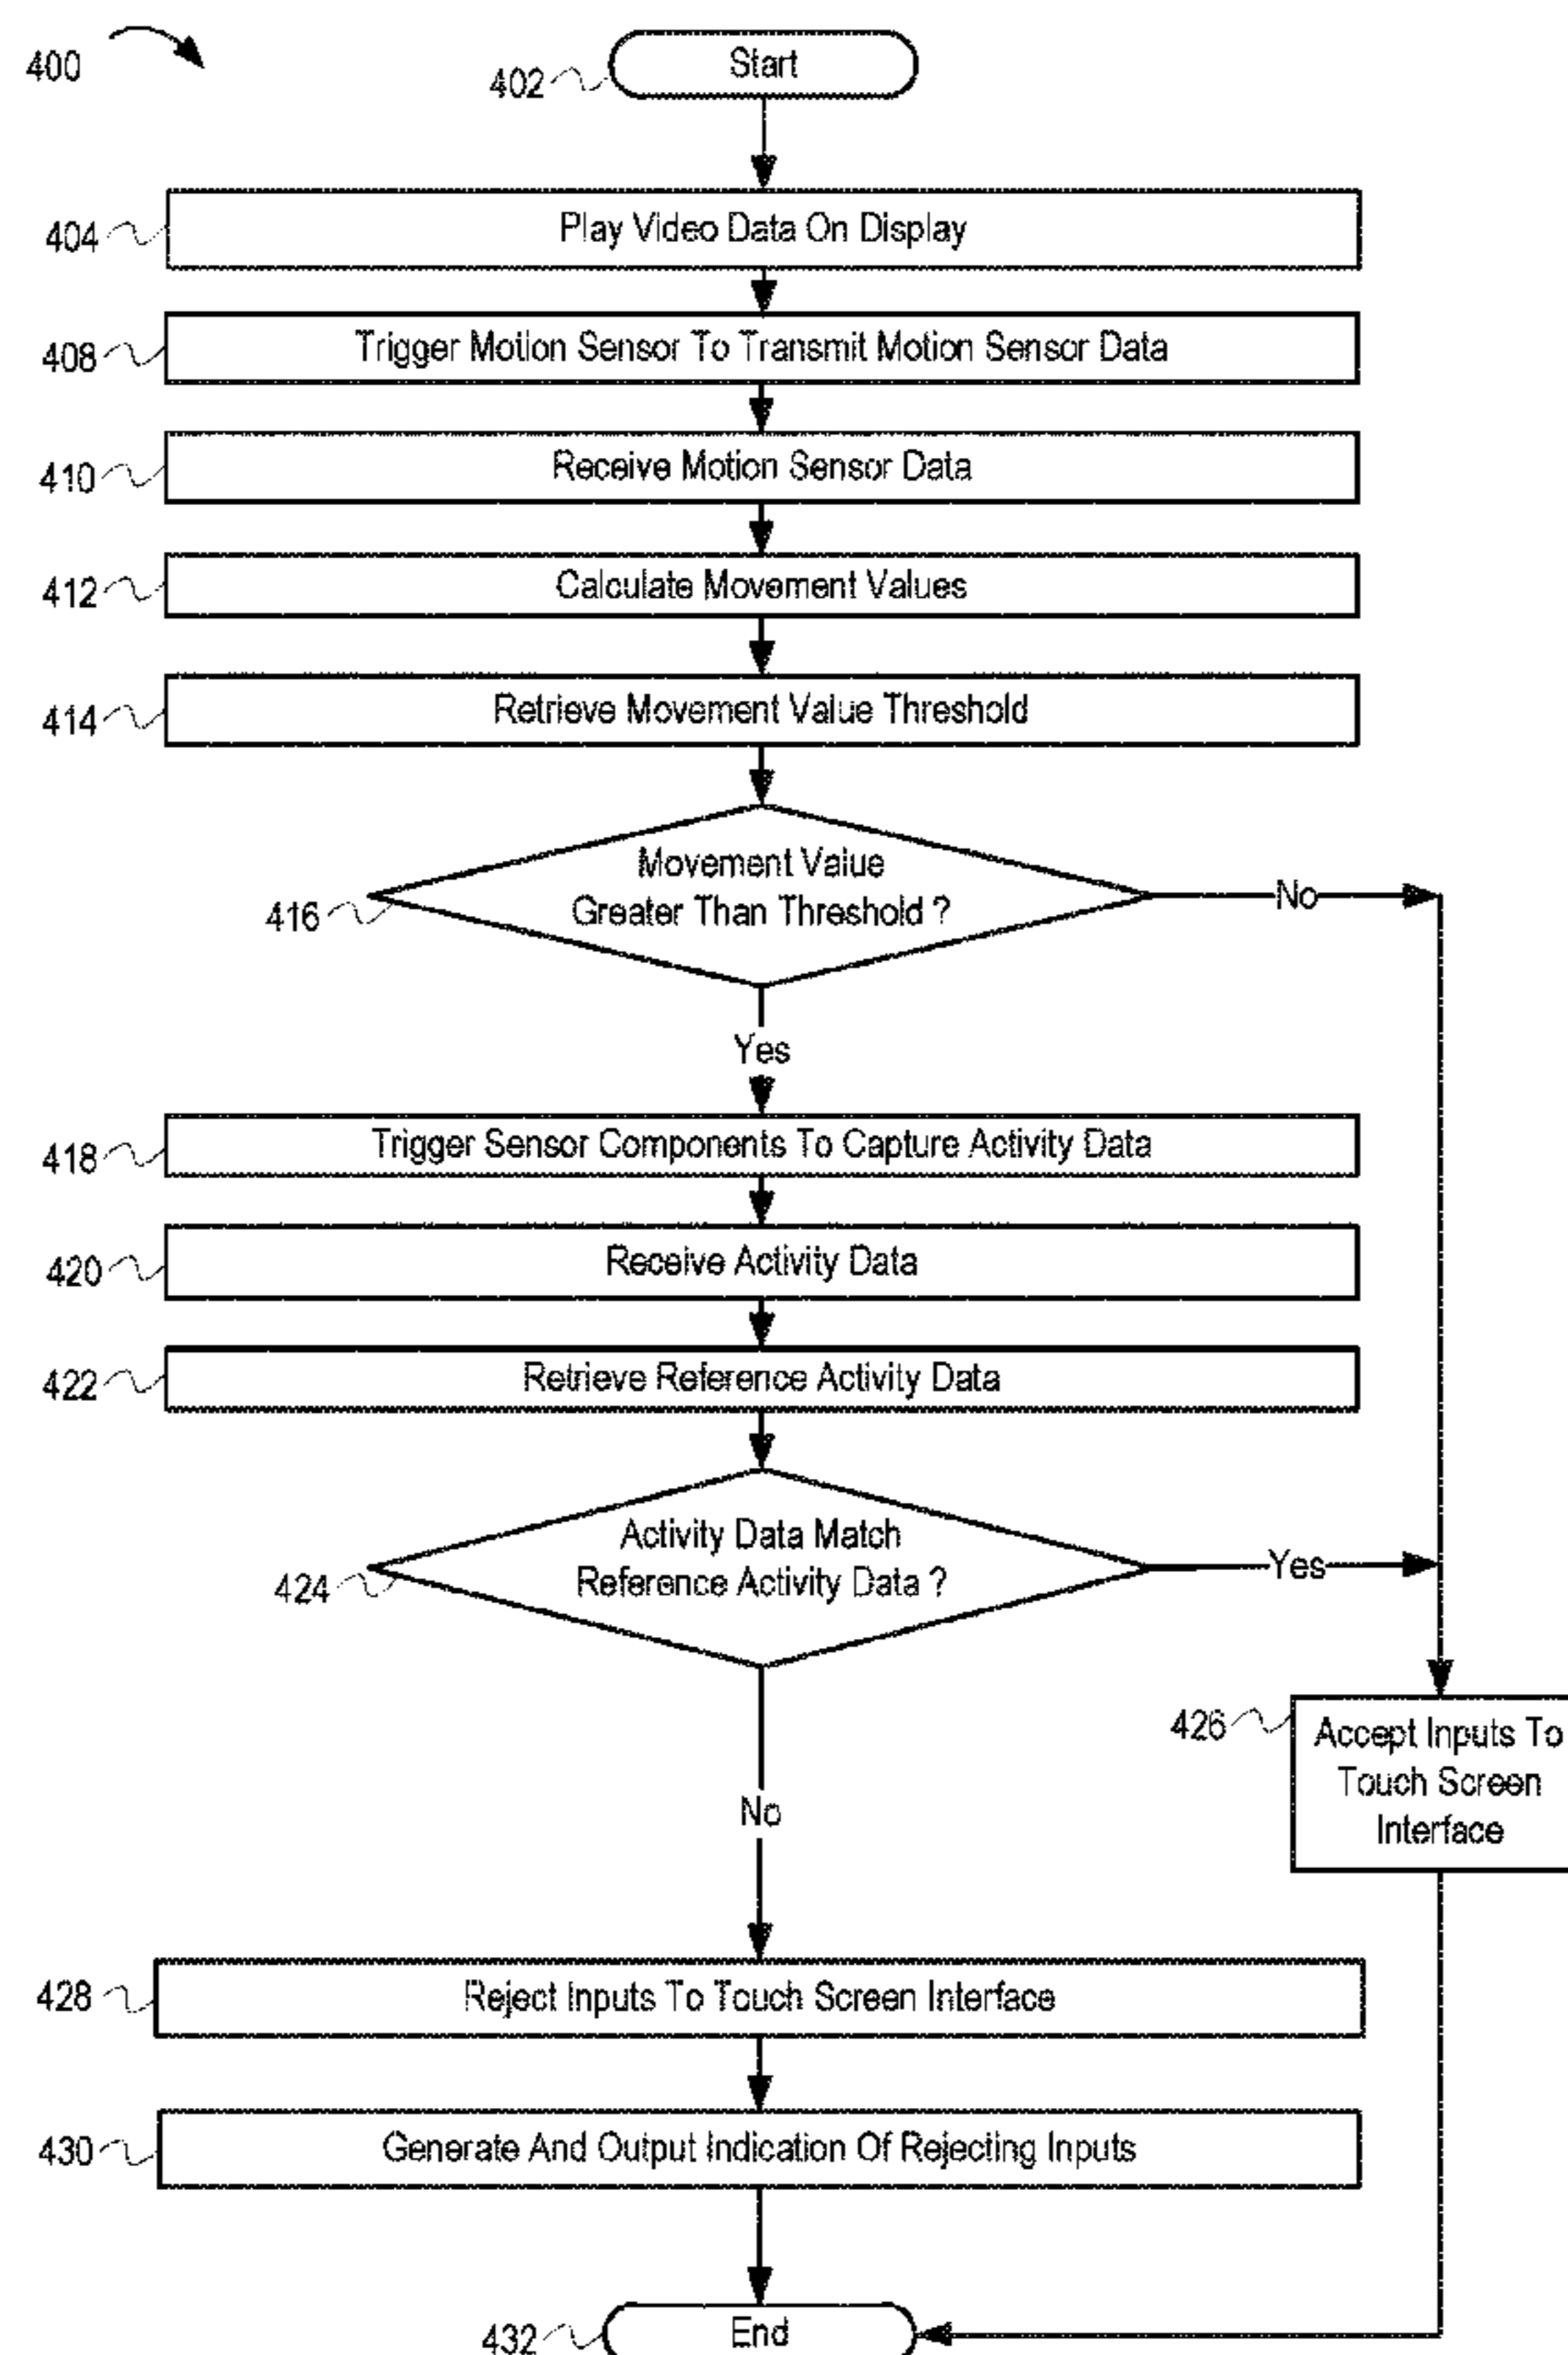 400
402
Start
404
Play Video Data On Display
408
Trigger Motion Sensor To Transmit Motion Sensor Data
410
Receive Motion Sensor Data
412
Calculate Movement Values
414
Retrieve Movement Value Threshold
416
Movement Value
Greater Than Threshold ?
No
Yes
418
Trigger Sensor Components To Capture Activity Data
420
Receive Activity Data
422
Retrieve Reference Activity Data
424
Activity Data Match
Reference Activity Data ?
Yes
No
426
Accept Inputs To
Touch Screen
Interface
428
Reject Inputs To Touch Screen Interface
430
Generate And Output Indication Of Rejecting Inputs
432
End